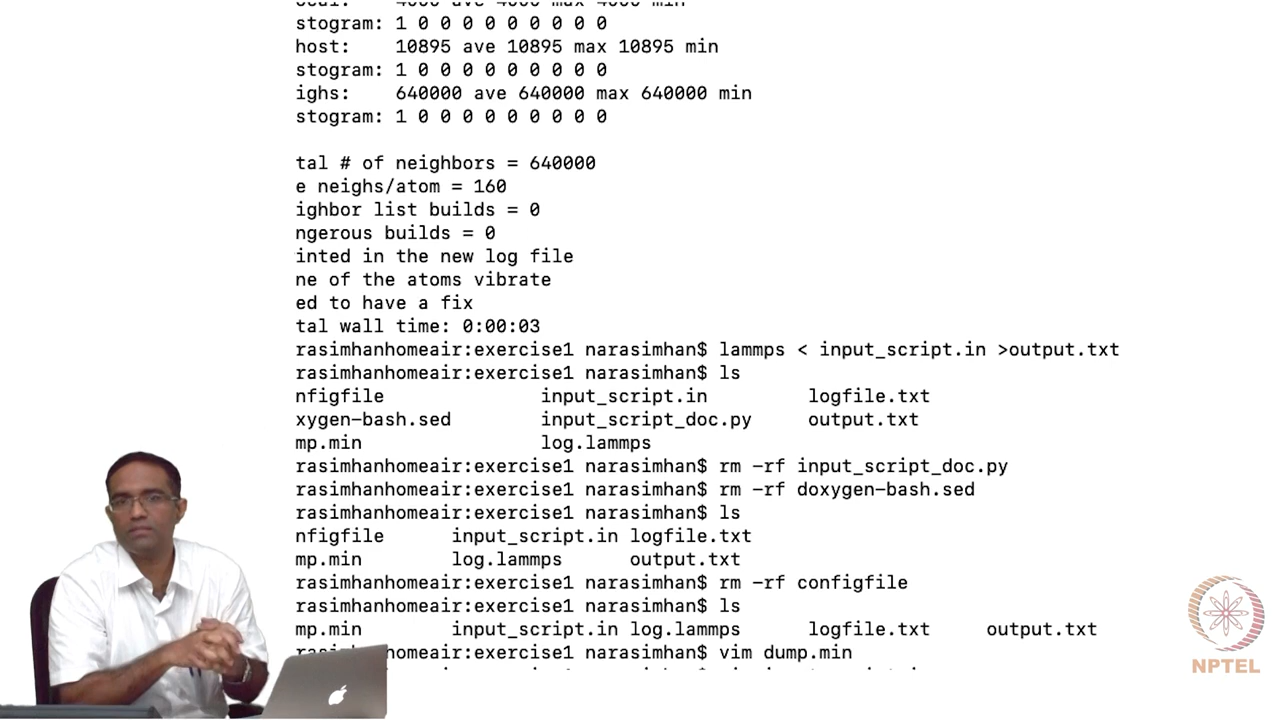 stogram: 1 0 0 0 0 0 0 0 0 0
host: 10895 ave 10895 max 10895 min
stogram: 1 0 0 0 0 0 0 0 0 0
ighs: 640000 ave 640000 max 640000 min
stogram: 1 0 0 0 0 0 0 0 0 0
tal # of neighbors = 640000
e neighs/atom = 160
ighbor list builds = 0
ngerous builds = 0
inted in the new log file
ne of the atoms vibrate
ed to have a fix
tal wall time: 0:00:03
rasimhanhomeair:exercise1 narasimhan$ lammps < input_script.in >output.txt
rasimhanhomeair:exercise1 narasimhan$ ls
nfigfile input_script.in logfile.txt
xygen-bash.sed input_script_doc.py output.txt
mp.min log.lammps
rasimhanhomeair:exercise1 narasimhan$ rm -rf input_script_doc.py
rasimhanhomeair:exercise1 narasimhan$ rm -rf doxygen-bash.sed
rasimhanhomeair:exercise1 narasimhan$ ls
nfigfile input_script.in logfile.txt
mp.min log.lammps output.txt
rasimhanhomeair:exercise1 narasimhan$ rm -rf configfile
rasimhanhomeair:exercise1 narasimhan$ ls
mp.min input_script.in log.lammps logfile.txt output.txt
rasimhanhomeair:exercise1 narasimhan$ vim dump.min
NPTEL